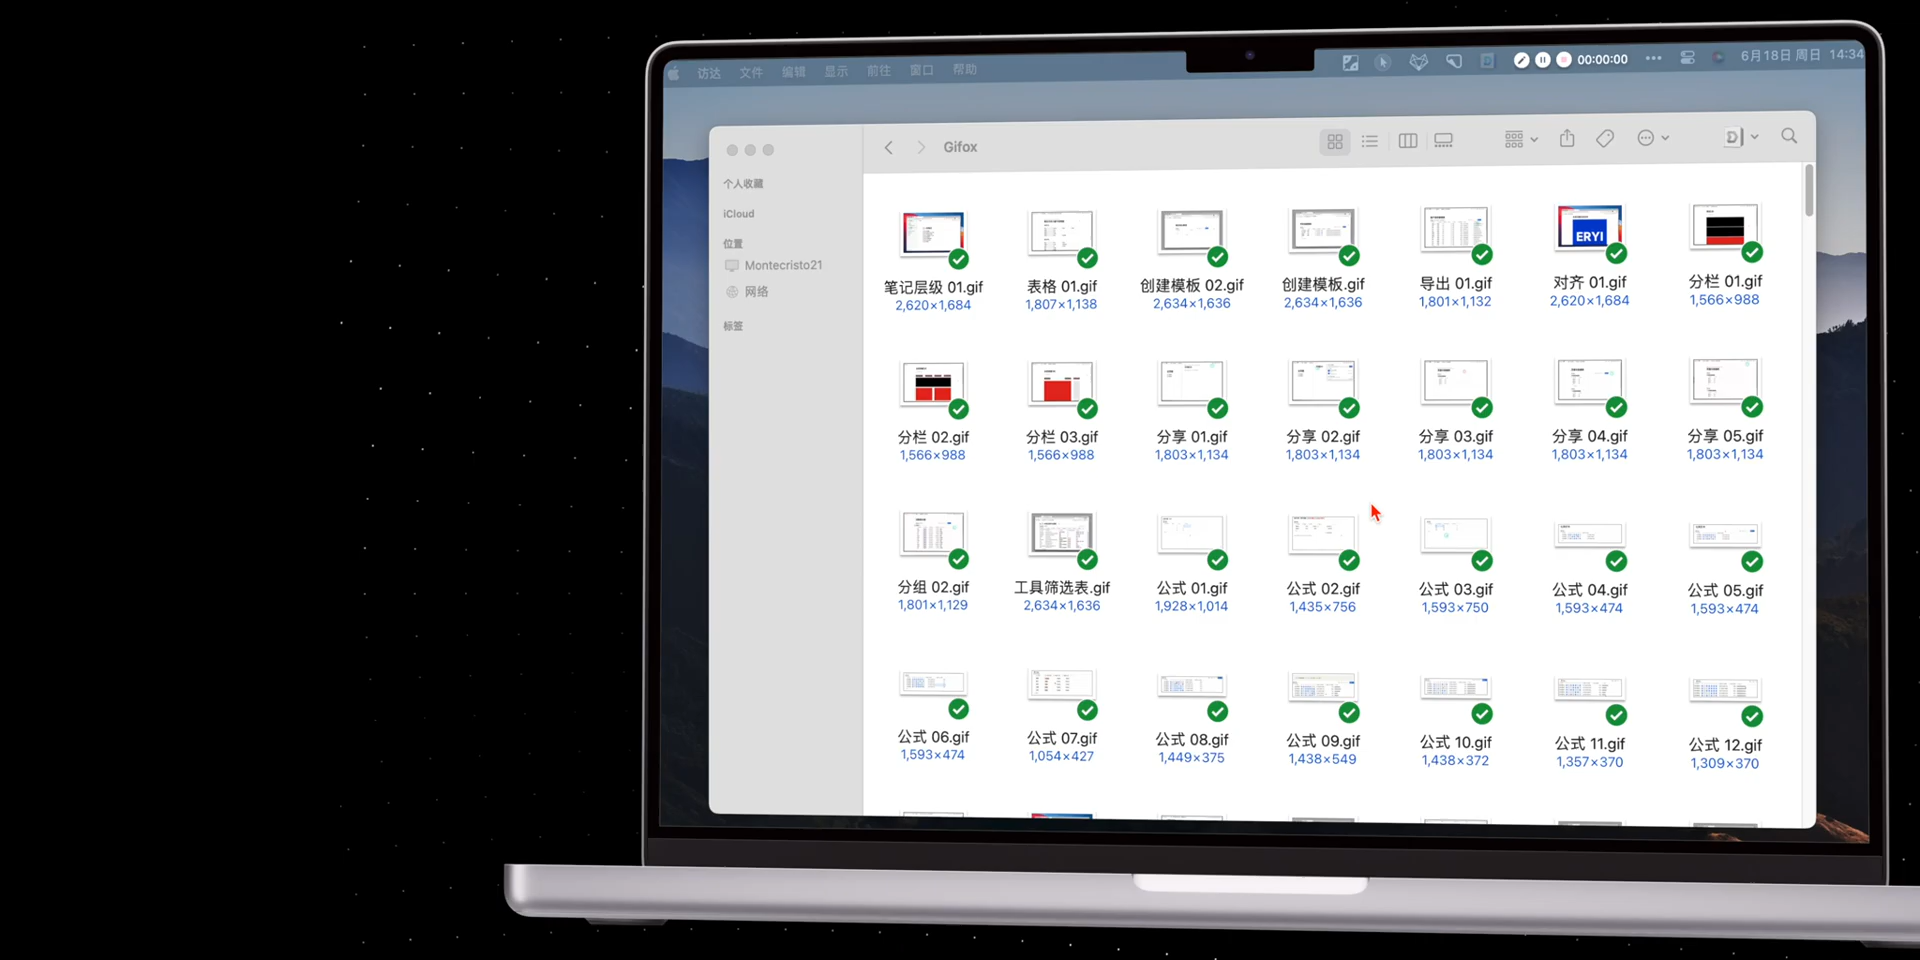 访达 文件 编辑 显示 前往 窗口 帮助
00:00:00
6月18日 周日 14:34
Gifox
个人收藏
iCloud
位置
Montecristo21
网络
标签
ERYI
笔记层级 01.gif
2,620×1,684
表格 01.gif
1,807×1,138
创建模板 02.gif
2,634×1,636
创建模板.gif
2,634×1,636
导出 01.gif
1,801×1,132
对齐 01.gif
2,620×1,684
分栏 01.gif
1,566×988
分栏 02.gif
1,566×988
分栏 03.gif
1,566×988
分享 01.gif
1,803×1,134
分享 02.gif
1,803×1,134
分享 03.gif
1,803×1,134
分享 04.gif
1,803×1,134
分享 05.gif
1,803×1,134
分组 02.gif
1,801×1,129
工具筛选表.gif
2,634×1,636
公式 01.gif
1,928×1,014
公式 02.gif
1,435×756
公式 03.gif
1,593×750
公式 04.gif
1,593×474
公式 05.gif
1,593×474
公式 06.gif
1,593×474
公式 07.gif
1,054×427
公式 08.gif
1,449×375
公式 09.gif
1,438×549
公式 10.gif
1,438×372
公式 11.gif
1,357×370
公式 12.gif
1,309×370